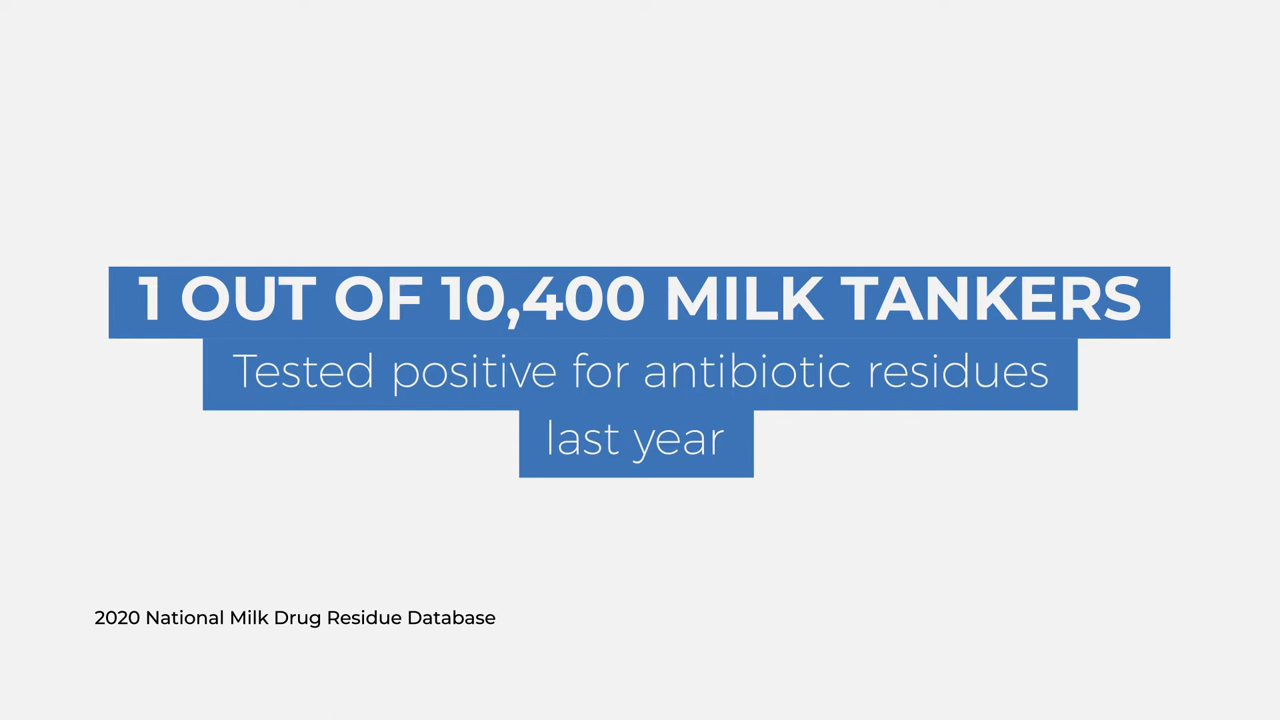 1 OUT OF 10,400 MILK TANKERS
Tested positive for antibiotic residues
last year
2020 National Milk Drug Residue Database